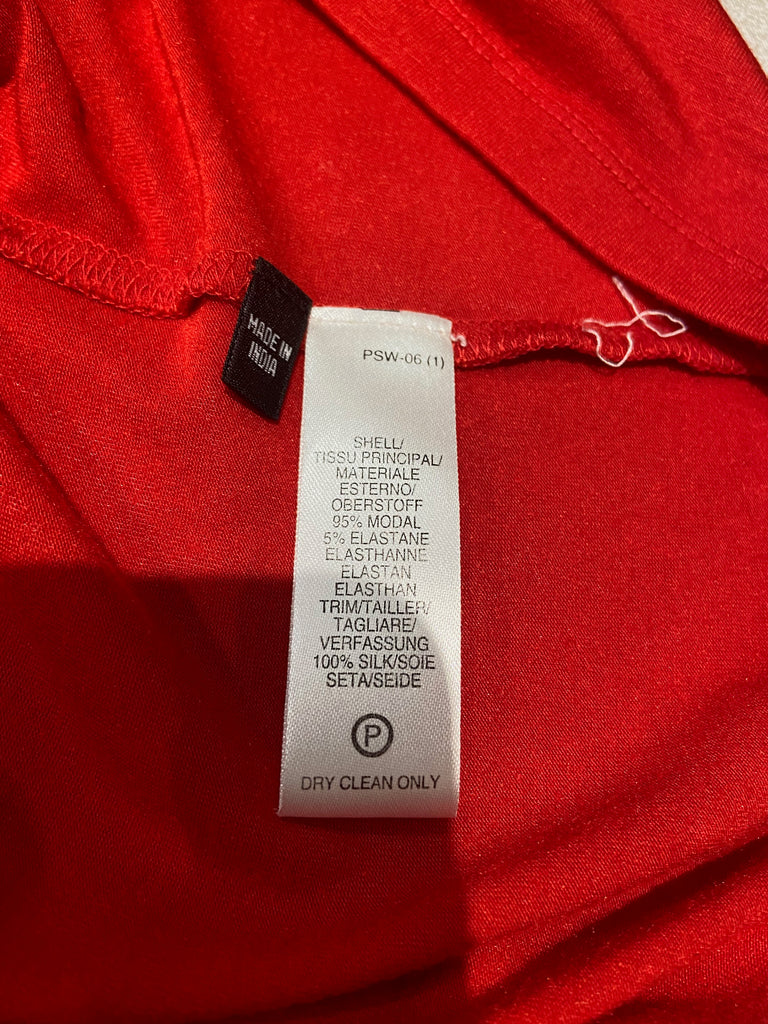 MADE IN
INDIA
PSW-06 (1)
SHELL/
TISSU PRINCIPAL/
MATERIALE
ESTERNO/
OBERSTOFF
95% MODAL
5% ELASTANE
ELASTHANNE
ELASTAN
ELASTHAN
TRIM/TAILLER/
TAGLIARE/
VERFASSUNG
100% SILK/SOIE
SETA/SEIDE
P
DRY CLEAN ONLY